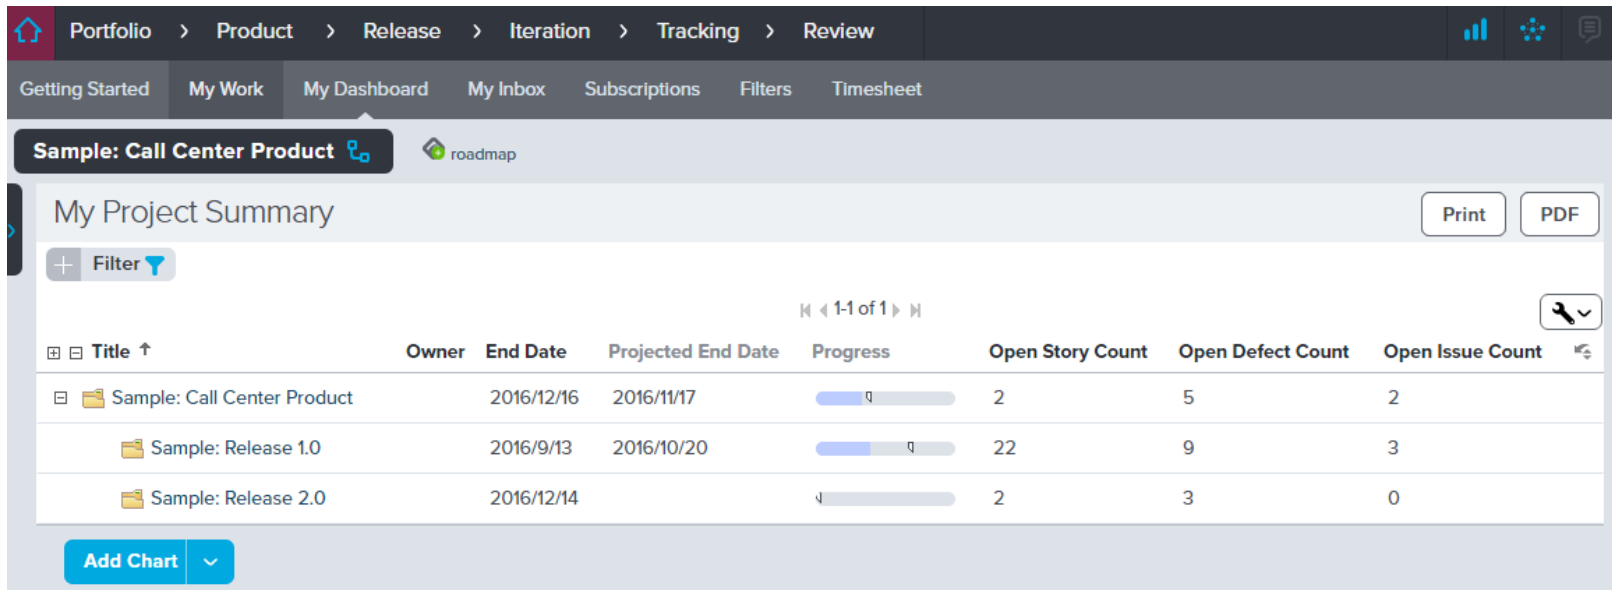 Portfolio > Product > Release > Iteration > Tracking > Review
Getting Started My Work My Dashboard My Inbox Subscriptions Filters Timesheet
Sample: Call Center Product roadmap
My Project Summary Print PDF
+ Filter
1-1 of 1
Title ↑ Owner End Date Projected End Date Progress Open Story Count Open Defect Count Open Issue Count
Sample: Call Center Product 2016/12/16 2016/11/17 2 5 2
Sample: Release 1.0 2016/9/13 2016/10/20 22 9 3
Sample: Release 2.0 2016/12/14 2 3 0
Add Chart